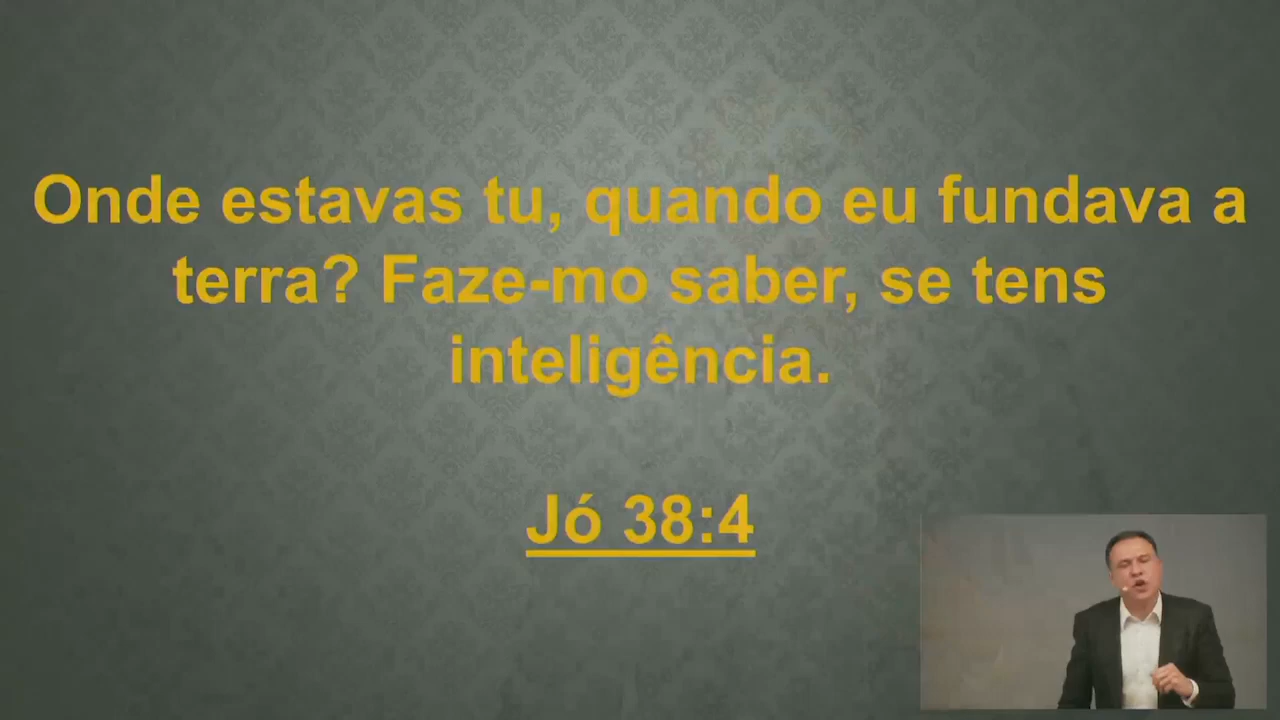 Onde estavas tu, quando eu fundava a
terra? Faze-mo saber, se tens
inteligência.
Jó 38:4